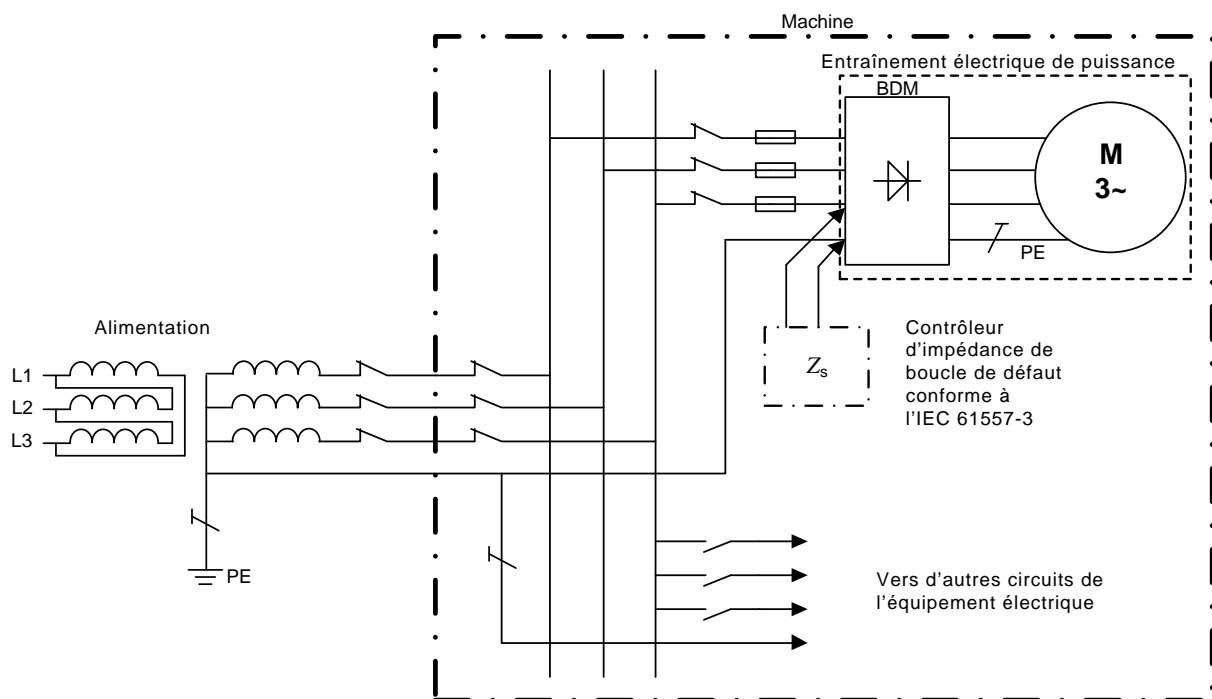 Machine
Entraînement électrique de puissance
BDM
M
3~
PE
Alimentation
L1
L2
L3
Zs
Contrôleur
d'impédance de
boucle de défaut
conforme à
l'IEC 61557-3
PE
Vers d'autres circuits de
l'équipement électrique